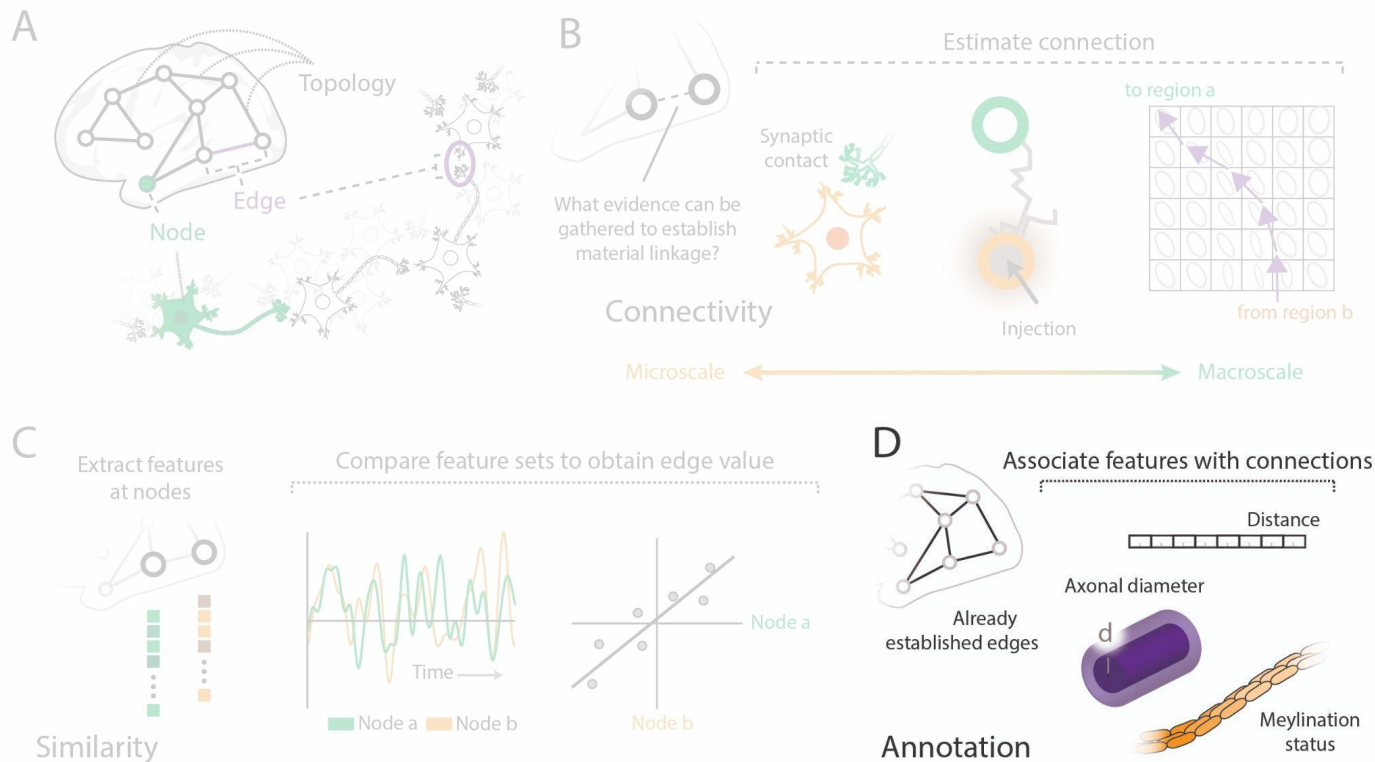 A
Topology
Edge
Node
B
Estimate connection
to region a
Synaptic
contact
What evidence can be
gathered to establish
material linkage?
Connectivity
Injection
from region b
Microscale
Macroscale
C
Extract features
at nodes
Compare feature sets to obtain edge value
Time
Node a
Node b
Node a
Node b
Similarity
D
Associate features with connections
Distance
Axonal diameter
d
Already
established edges
Meylination
status
Annotation